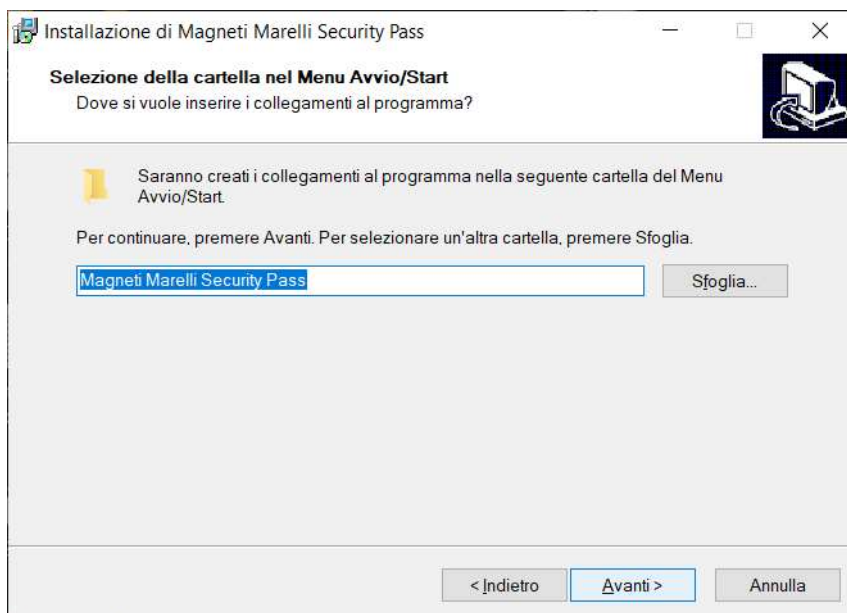 Installazione di Magneti Marelli Security Pass
Selezione della cartella nel Menu Avvio/Start
Dove si vuole inserire i collegamenti al programma?
Saranno creati i collegamenti al programma nella seguente cartella del Menu
Avvio/Start.
Per continuare, premere Avanti. Per selezionare un'altra cartella, premere Sfoglia.
Magneti Marelli Security Pass
Sfoglia...
< Indietro
Avanti >
Annulla